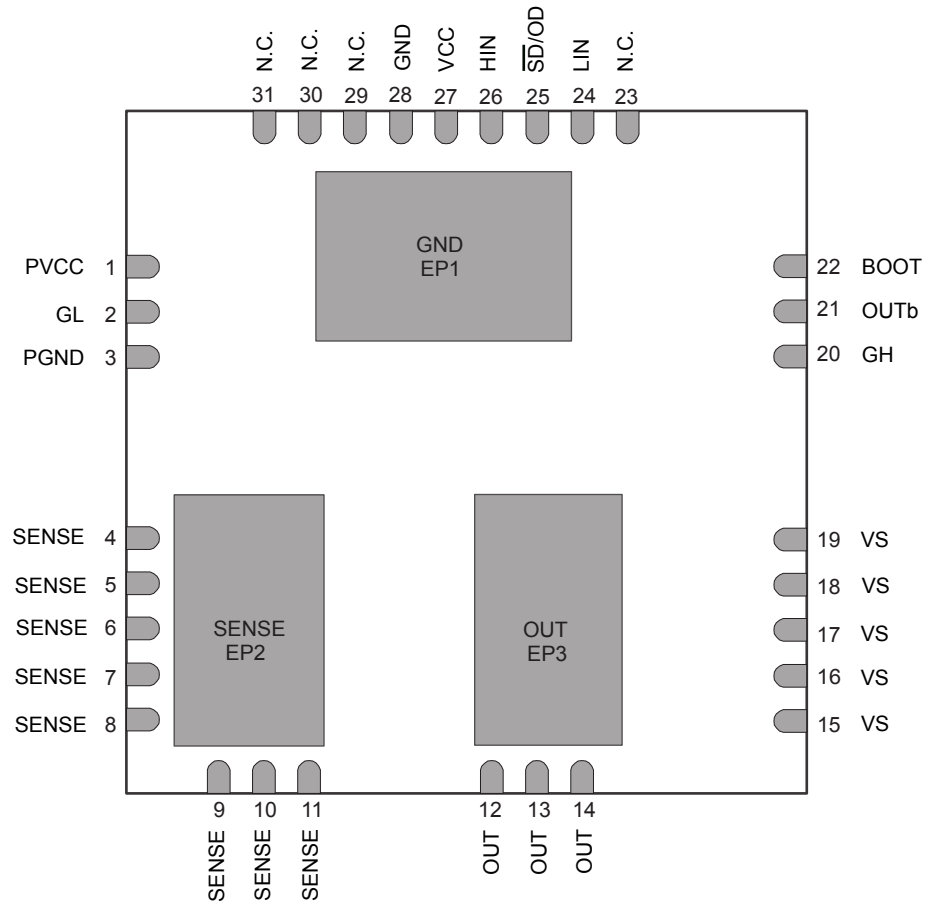 N.C. N.C. N.C. GND VCC HIN S̅D̅/OD LIN N.C.
31 30 29 28 27 26 25 24 23
GND
EP1
PVCC 1
GL 2
PGND 3
22 BOOT
21 OUTb
20 GH
SENSE 4
SENSE 5
SENSE 6
SENSE 7
SENSE 8
SENSE
EP2
OUT
EP3
19 VS
18 VS
17 VS
16 VS
15 VS
9 10 11 12 13 14
SENSE SENSE SENSE OUT OUT OUT